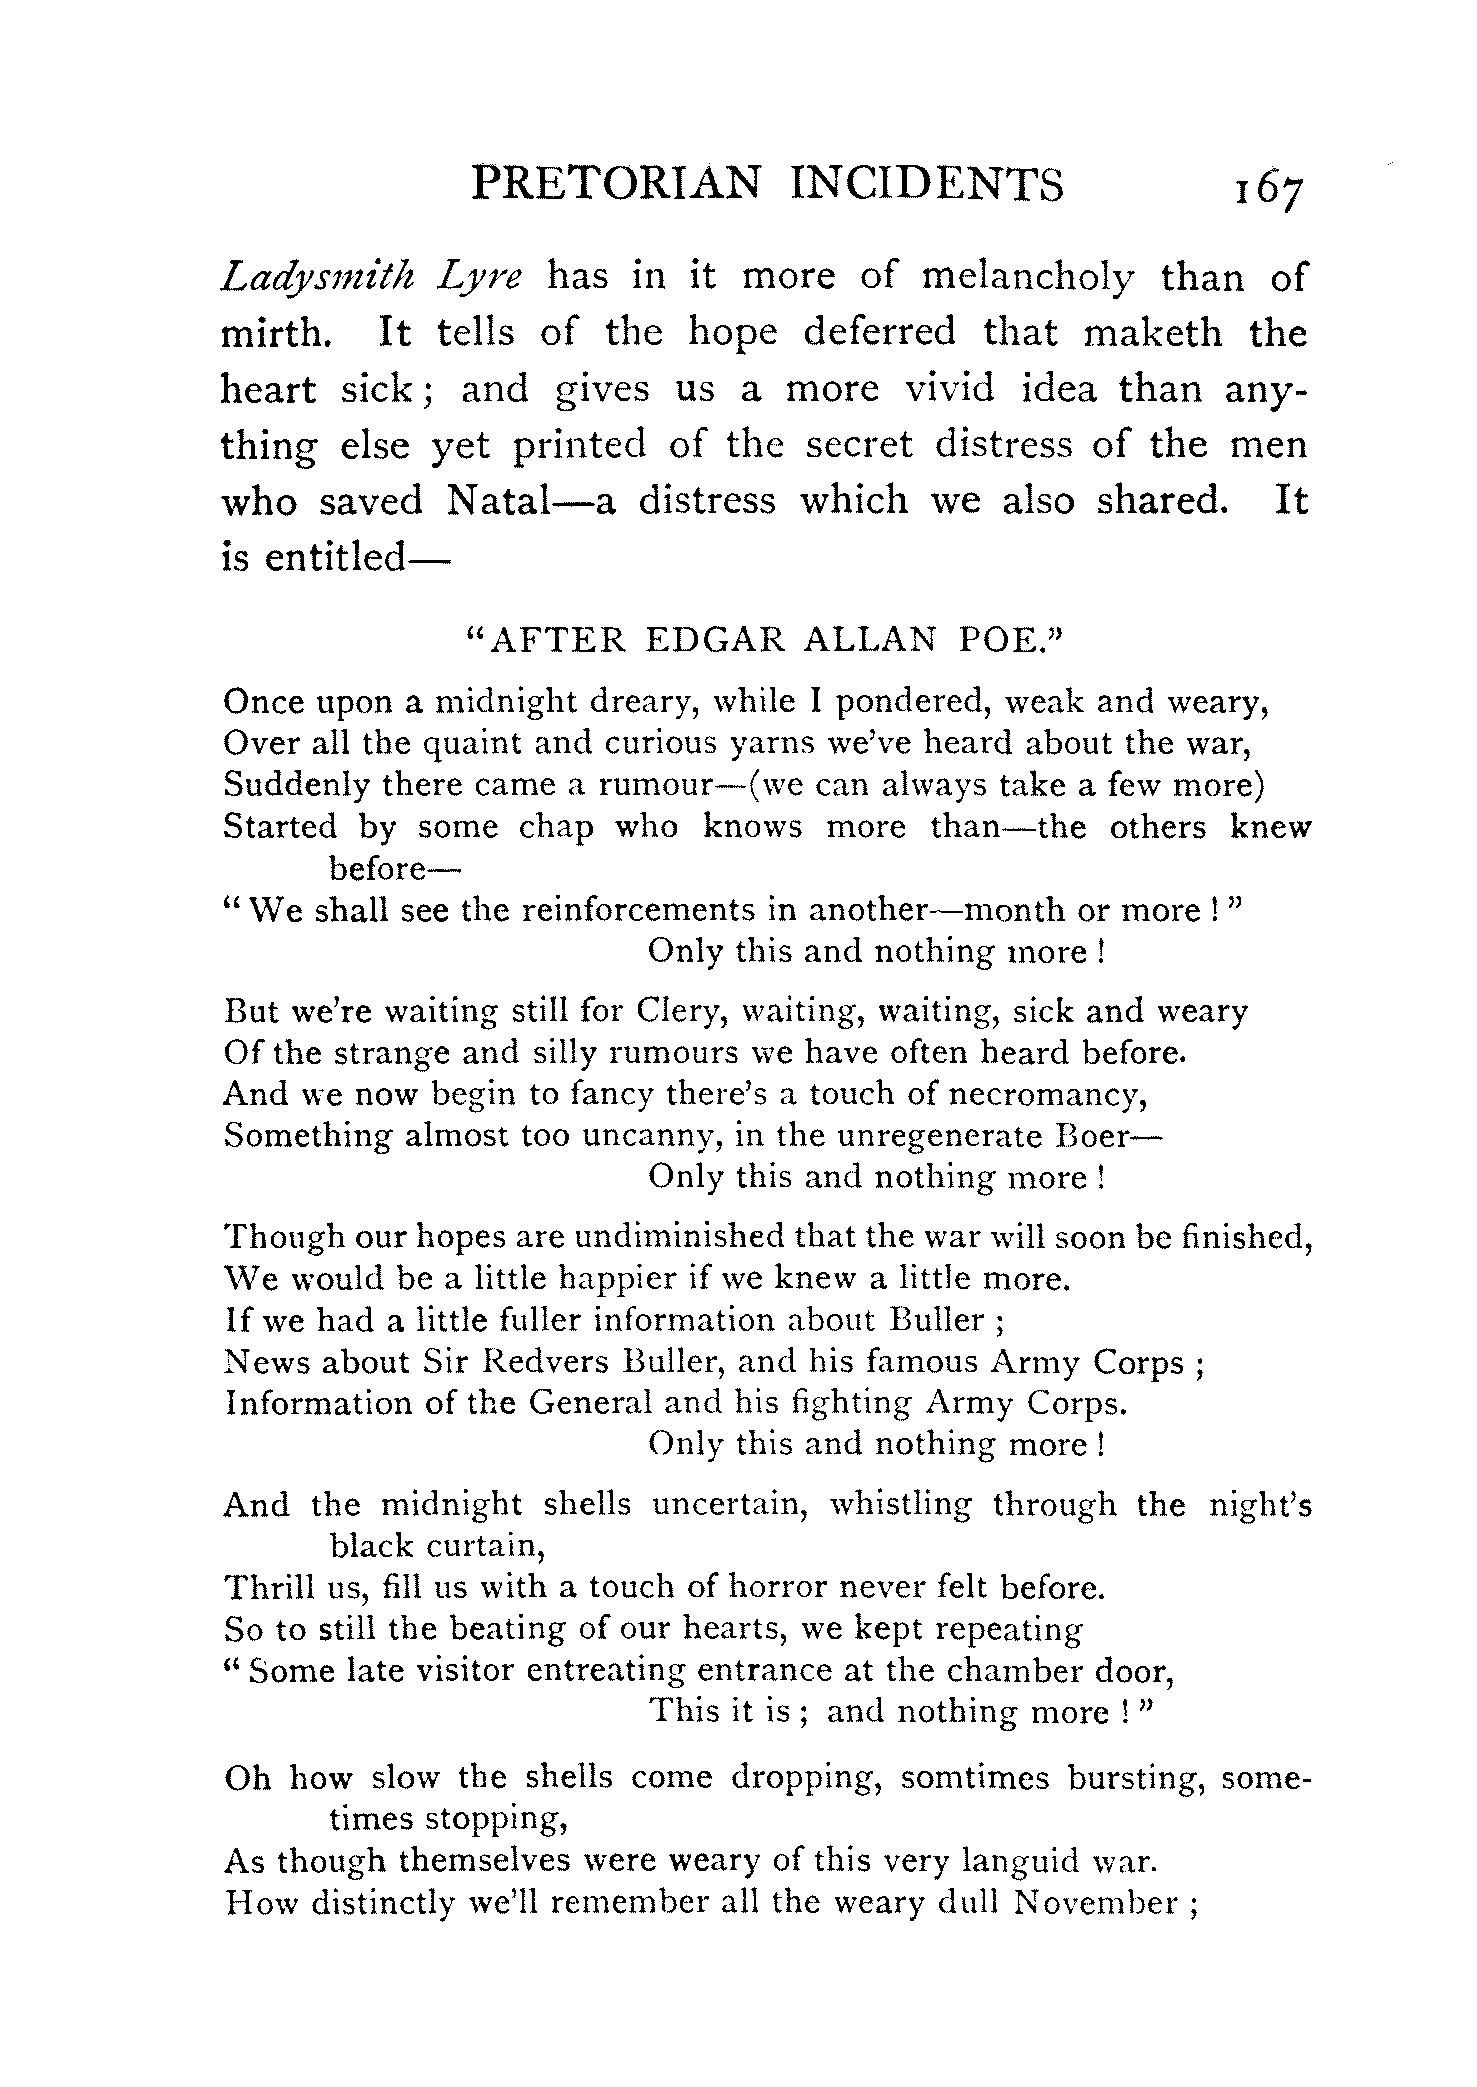 PRETORIAN INCIDENTS 167
Ladysmith Lyre has in it more of melancholy than of
mirth. It tells of the hope deferred that maketh the
heart sick; and gives us a more vivid idea than any-
thing else yet printed of the secret distress of the men
who saved Natal—a distress which we also shared. It
is entitled—
"AFTER EDGAR ALLAN POE."
Once upon a midnight dreary, while I pondered, weak and weary,
Over all the quaint and curious yarns we've heard about the war,
Suddenly there came a rumour—(we can always take a few more)
Started by some chap who knows more than—the others knew
before—
"We shall see the reinforcements in another—month or more!"
Only this and nothing more!
But we're waiting still for Clery, waiting, waiting, sick and weary
Of the strange and silly rumours we have often heard before.
And we now begin to fancy there's a touch of necromancy,
Something almost too uncanny, in the unregenerate Boer—
Only this and nothing more!
Though our hopes are undiminished that the war will soon be finished,
We would be a little happier if we knew a little more.
If we had a little fuller information about Buller;
News about Sir Redvers Buller, and his famous Army Corps;
Information of the General and his fighting Army Corps.
Only this and nothing more!
And the midnight shells uncertain, whistling through the night's
black curtain,
Thrill us, fill us with a touch of horror never felt before.
So to still the beating of our hearts, we kept repeating
"Some late visitor entreating entrance at the chamber door,
This it is; and nothing more!"
Oh how slow the shells come dropping, somtimes bursting, some-
times stopping,
As though themselves were weary of this very languid war.
How distinctly we'll remember all the weary dull November;